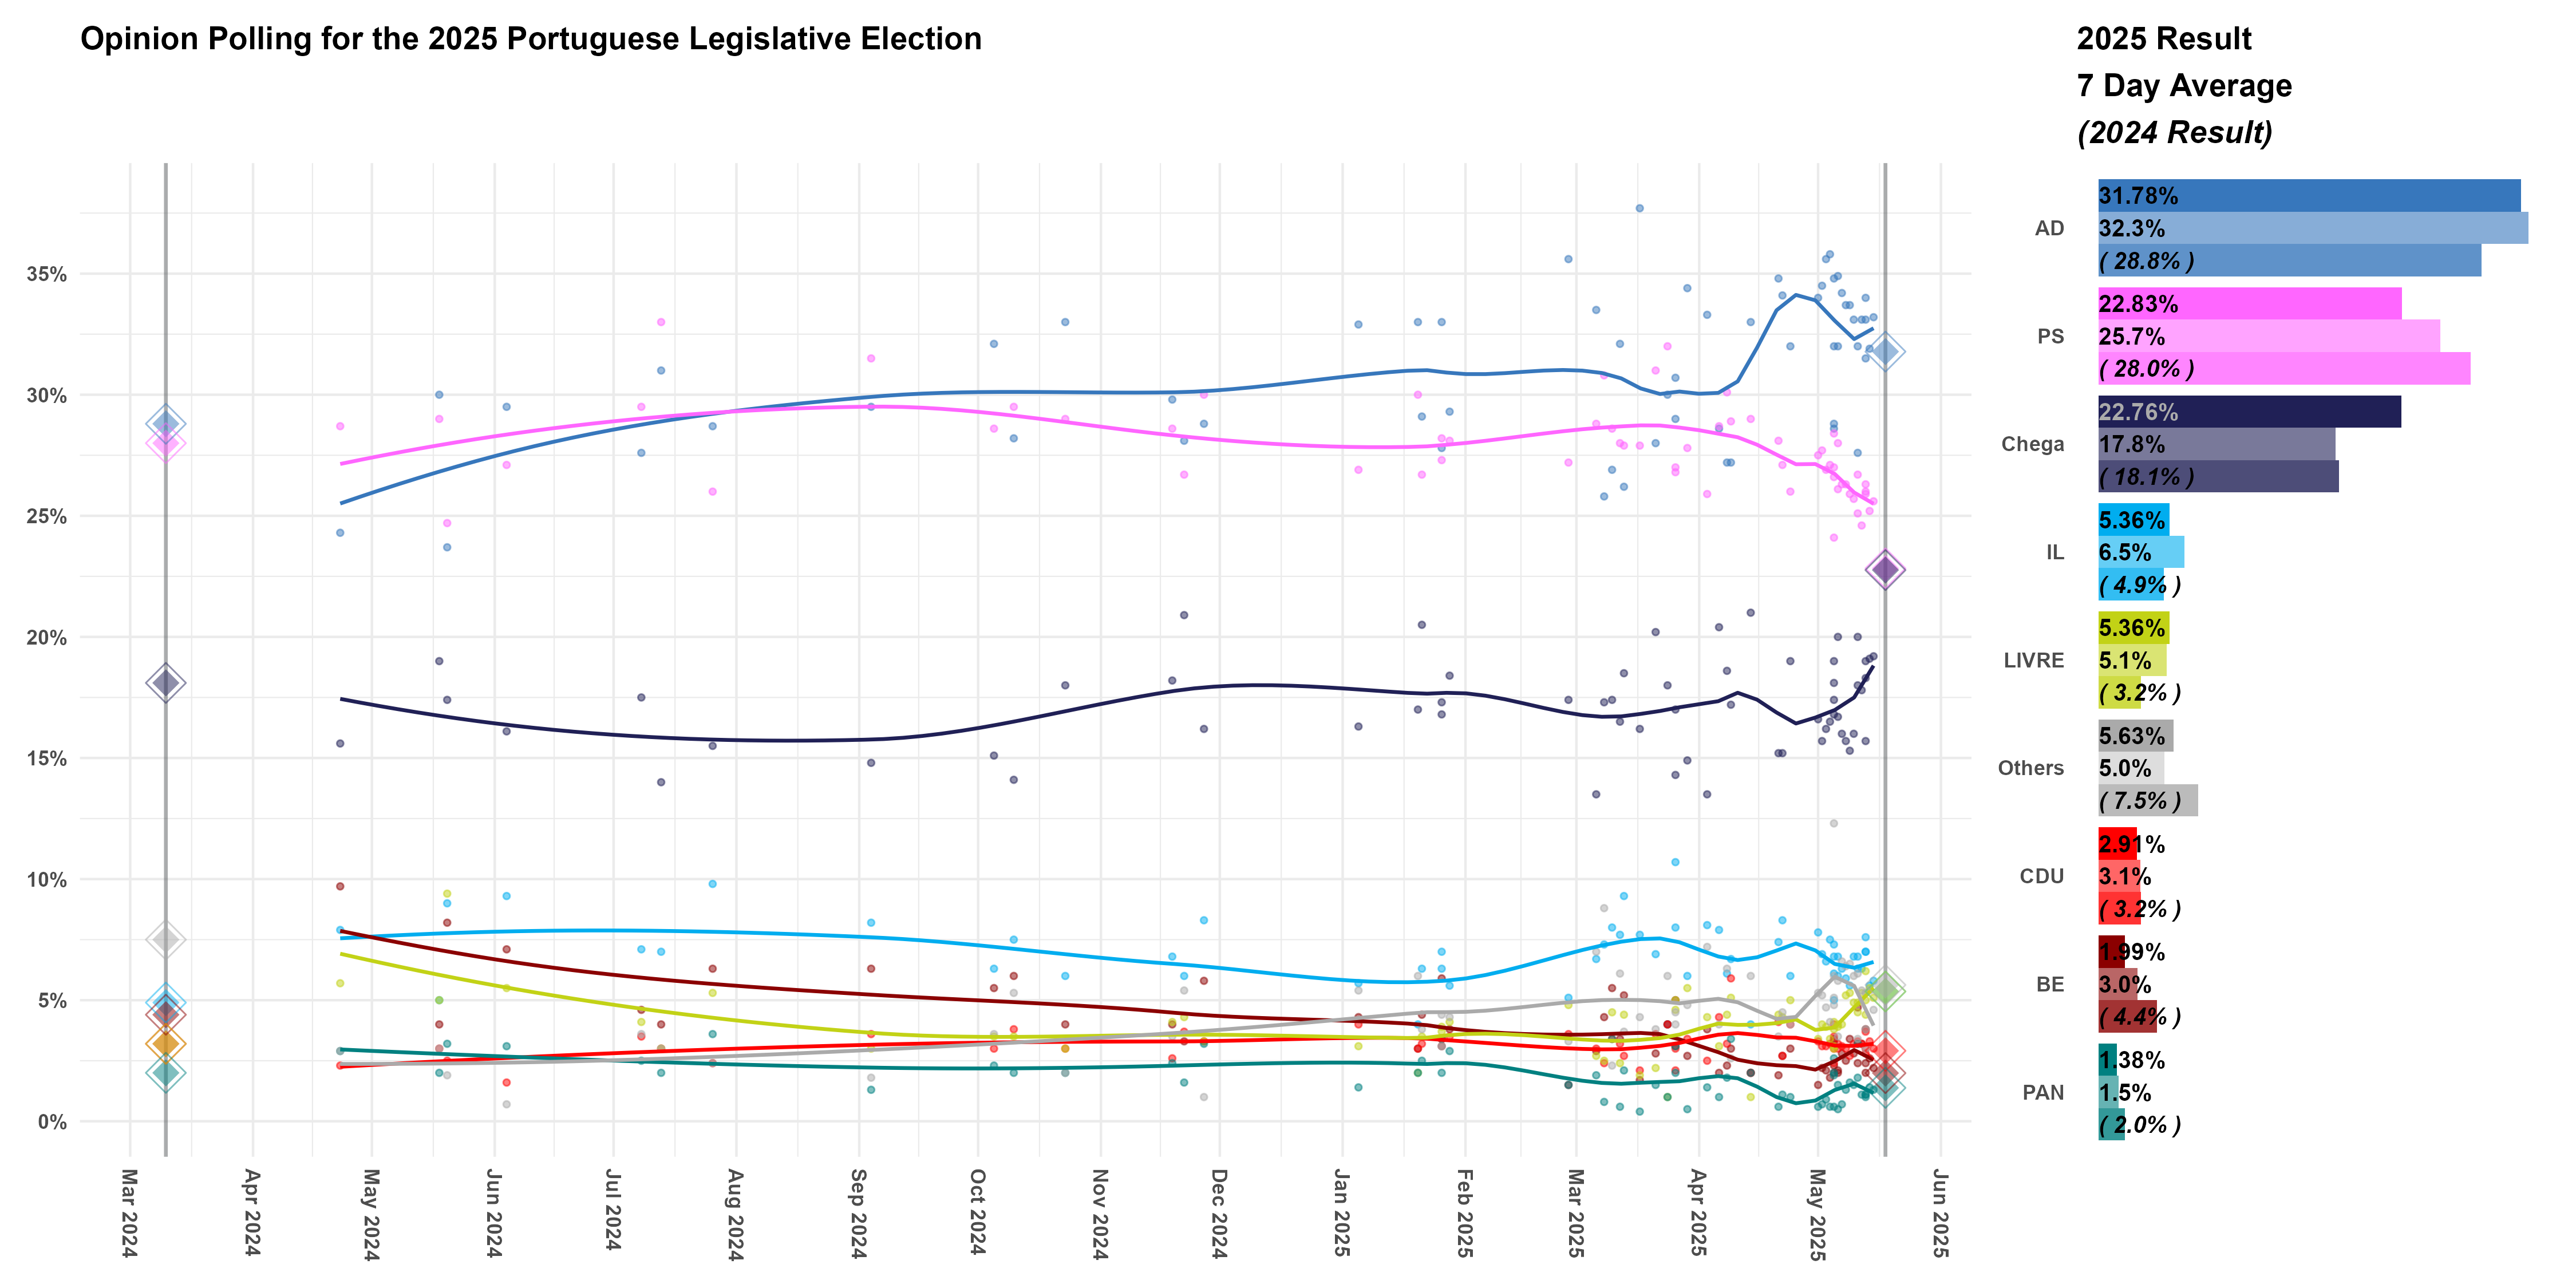 Opinion Polling for the 2025 Portuguese Legislative Election
2025 Result
7 Day Average
(2024 Result)
35%
30%
25%
20%
15%
10%
5%
0%
Mar 2024
Apr 2024
May 2024
Jun 2024
Jul 2024
Aug 2024
Sep 2024
Oct 2024
Nov 2024
Dec 2024
Jan 2025
Feb 2025
Mar 2025
Apr 2025
May 2025
Jun 2025
AD
31.78%
32.3%
( 28.8% )
PS
22.83%
25.7%
( 28.0% )
Chega
22.76%
17.8%
( 18.1% )
IL
5.36%
6.5%
( 4.9% )
LIVRE
5.36%
5.1%
( 3.2% )
Others
5.63%
5.0%
( 7.5% )
CDU
2.91%
3.1%
( 3.2% )
BE
1.99%
3.0%
( 4.4% )
PAN
1.38%
1.5%
( 2.0% )